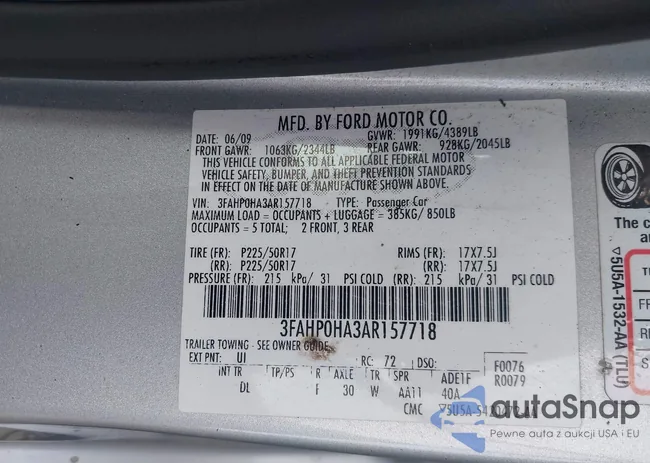 MFD. BY FORD MOTOR CO.
DATE: 06/09 GVWR: 1991KG/4389LB
FRONT GAWR: 1063KG/2344LB REAR GAWR: 928KG/2045LB
THIS VEHICLE CONFORMS TO ALL APPLICABLE FEDERAL MOTOR
VEHICLE SAFETY, BUMPER, AND THEFT PREVENTION STANDARDS
IN EFFECT ON THE DATE OF MANUFACTURE SHOWN ABOVE.
VIN: 3FAHP0HA3AR157718 TYPE: Passenger Car
MAXIMUM LOAD = OCCUPANTS + LUGGAGE = 385KG/850LB
OCCUPANTS = 5 TOTAL; 2 FRONT, 3 REAR
TIRE (FR): P225/50R17 RIMS (FR): 17X7.5J
(RR): P225/50R17 (RR): 17X7.5J
PRESSURE (FR): 215 kPa/ 31 PSI COLD (RR): 215 kPa/ 31 PSI COLD
3FAHP0HA3AR157718
TRAILER TOWING - SEE OWNER GUIDE
EXT PNT: UI RC: 72 DSO: F0076
R0079
INT TR TP/PS R AXLE TR SPR ADE1F
DL F 30 W AA11 40A
CMC
The c
▽5U5A-1532-AA (TLU)
autoSnap
Pewne auta z aukcji USA i EU